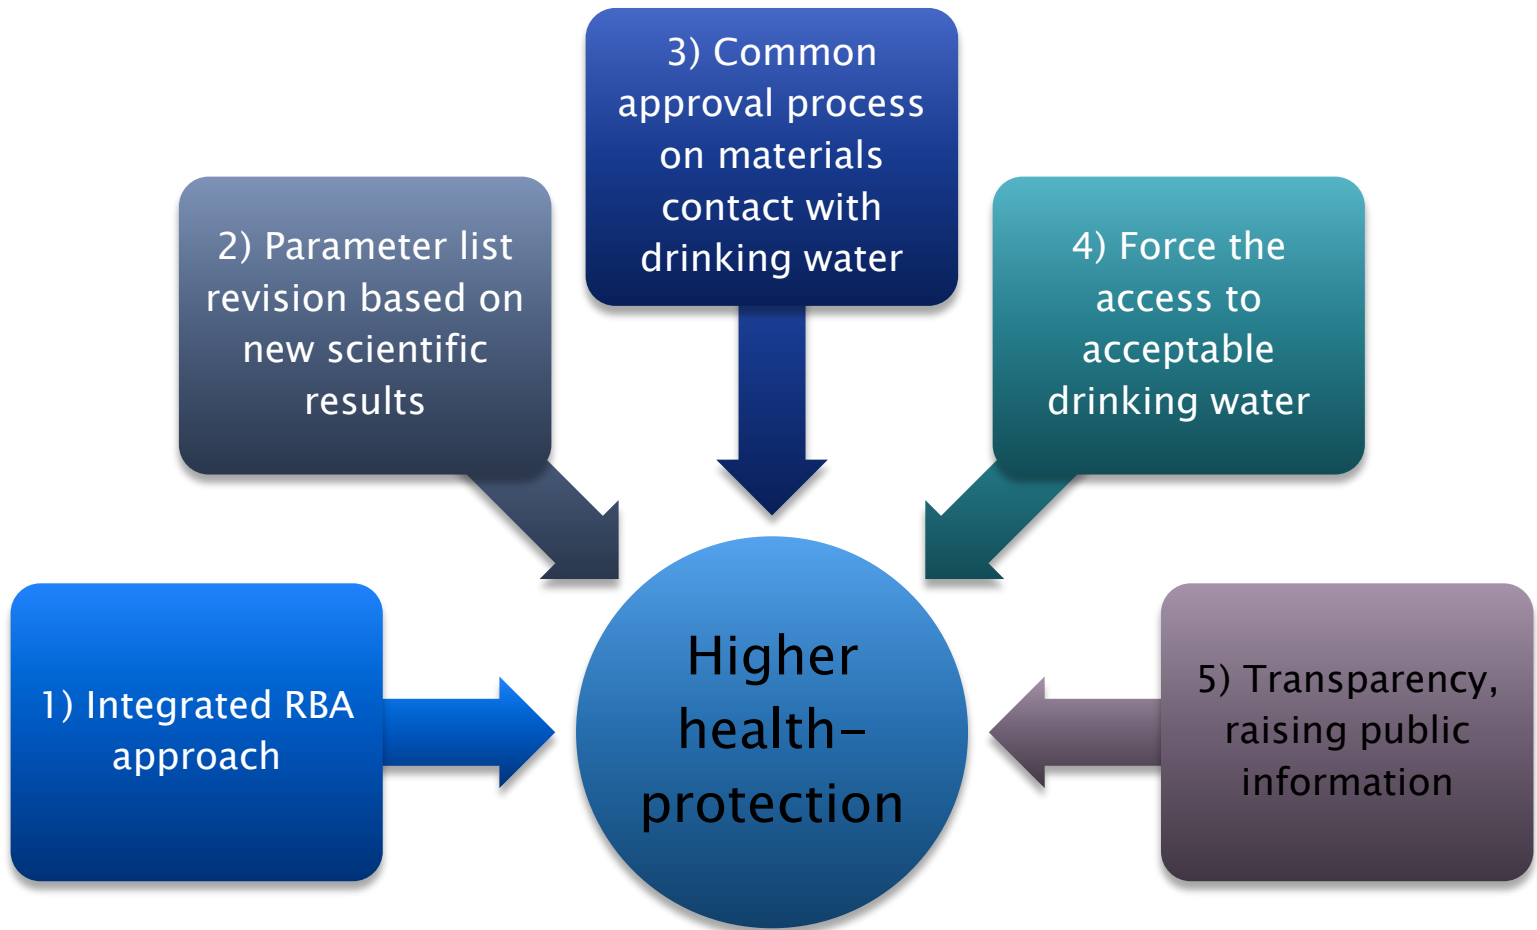 1) Integrated RBA
approach
2) Parameter list
revision based on
new scientific
results
3) Common
approval process
on materials
contact with
drinking water
4) Force the
access to
acceptable
drinking water
5) Transparency,
raising public
information
Higher
health–
protection